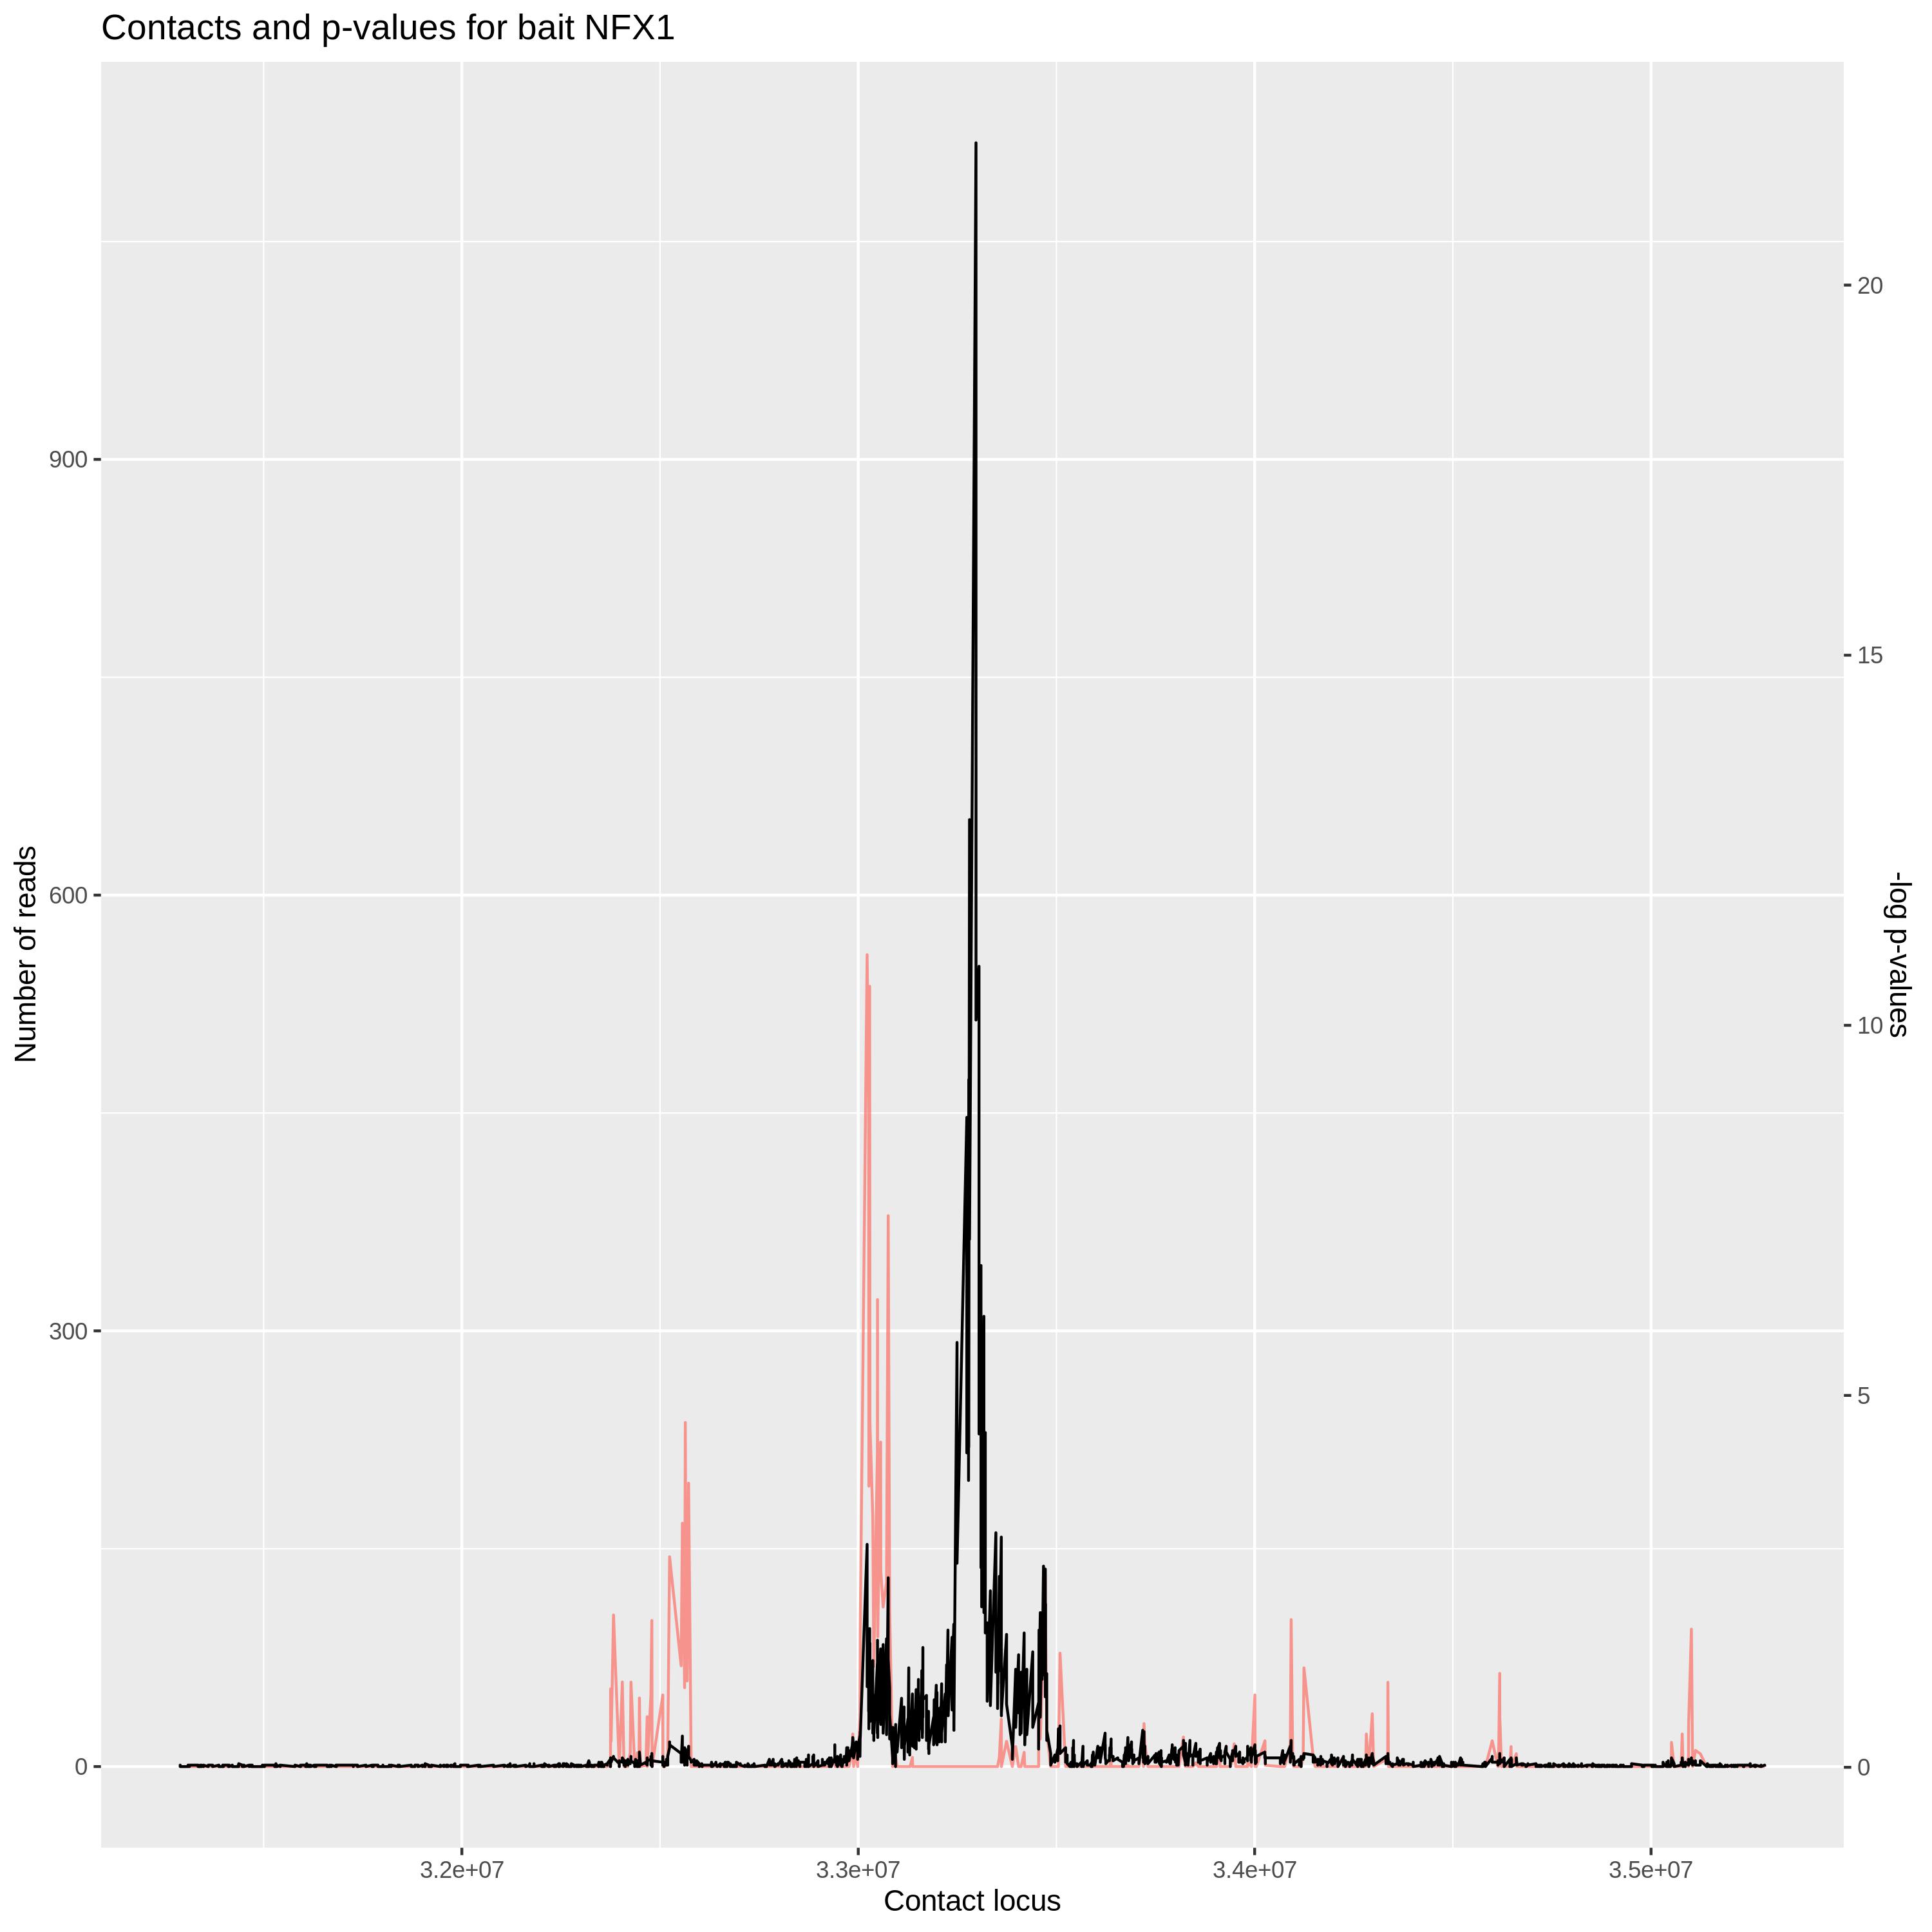 Contacts and p-values for bait NFX1
Number of reads
900
600
300
0
20
15
10
5
0
-log p-values
3.2e+07
3.3e+07
3.4e+07
3.5e+07
Contact locus